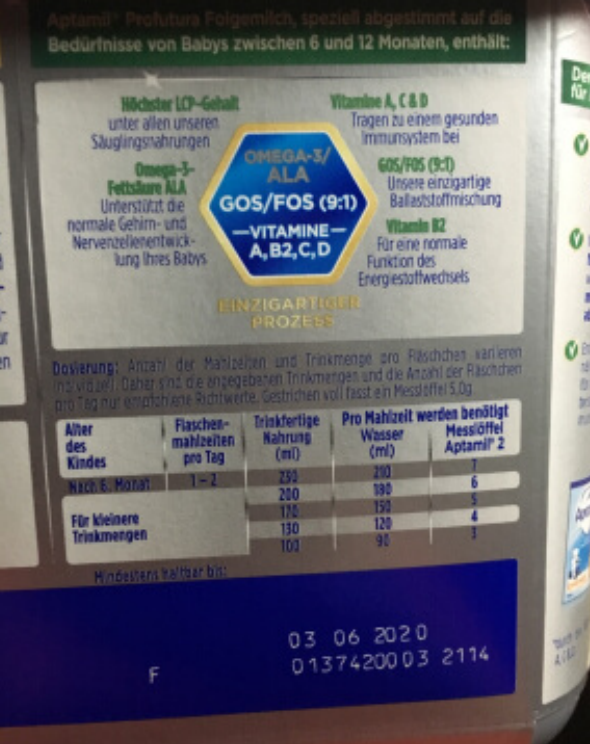 Aptamil® Profutura Folgemilch, speziell abgestimmt auf die
Bedürfnisse von Babys zwischen 6 und 12 Monaten, enthält:
Höchster LCP-Gehalt
unter allen unseren
Säuglingsnahrungen
Omega-3-
Fettsäure ALA
Unterstützt die
normale Gehirn- und
Nervenzellenentwick-
lung Ihres Babys
OMEGA-3/
ALA
GOS/FOS (9:1)
—VITAMINE—
A, B2, C, D
EINZIGARTIGER
PROZESS
Vitamine A, C & D
Tragen zu einem gesunden
Immunsystem bei
GOS/FOS (9:1)
Unsere einzigartige
Ballaststoffmischung
Vitamin B2
Für eine normale
Funktion des
Energiestoffwechsels
Dosierung: Anzahl der Mahlzeiten und Trinkmenge pro Fläschchen variieren
individuell. Daher sind die angegebenen Trinkmengen und die Anzahl der Fläschchen
pro Tag nur empfohlene Richtwerte. Gestrichen voll fasst ein Messlöffel 5,0g
Alter des Kindes
Flaschen-mahlzeiten pro Tag
Trinkfertige Nahrung (ml)
Pro Mahlzeit werden benötigt
Wasser (ml)
Messlöffel Aptamil® 2
Nach 6. Monat 1–2 230 210 7
200 180 6
Für kleinere Trinkmengen
170 150 5
130 120 4
100 90 3
Mindestens haltbar bis:
03 06 2020
F 0137420003 2114
Der
für